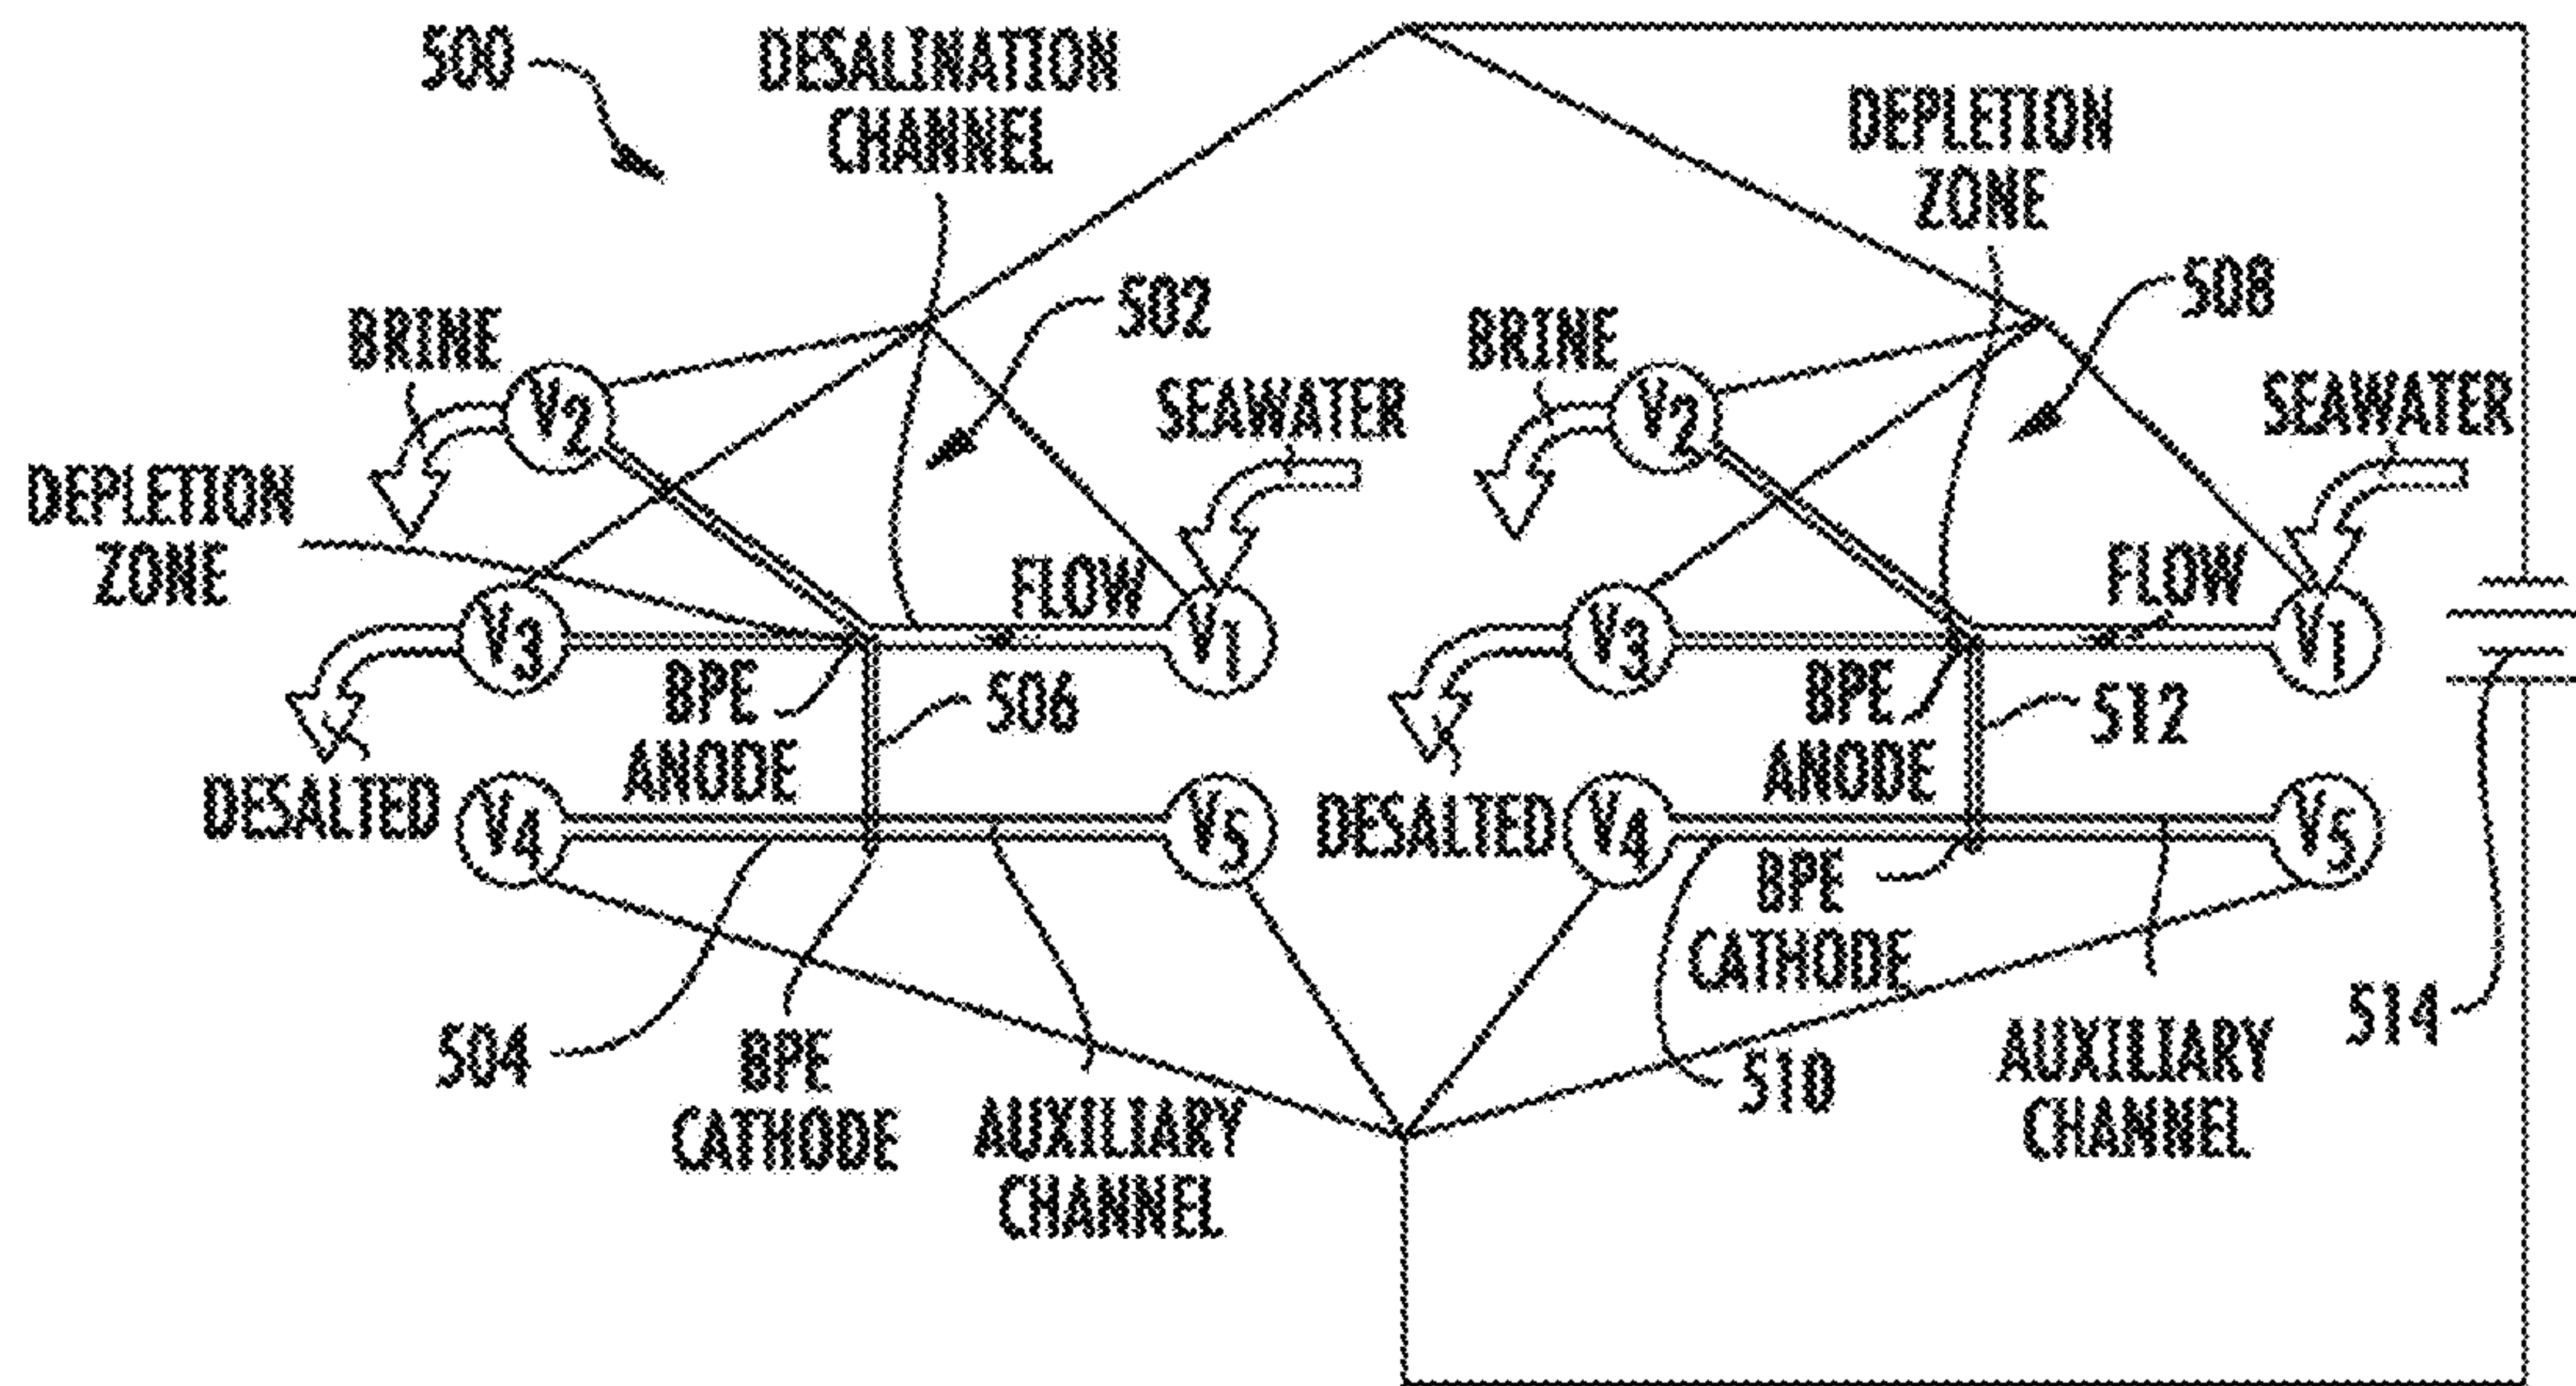 500
DESALINATION
CHANNEL
DEPLETION
ZONE
502
508
BRINE
BRINE
SEAWATER
SEAWATER
V2
V2
DEPLETION
ZONE
FLOW
FLOW
V3
V1
V3
V1
BPE
ANODE
506
BPE
ANODE
512
DESALTED
DESALTED
V4
V5
V4
V5
BPE
CATHODE
504
BPE
CATHODE
AUXILIARY
CHANNEL
510
AUXILIARY
CHANNEL
514